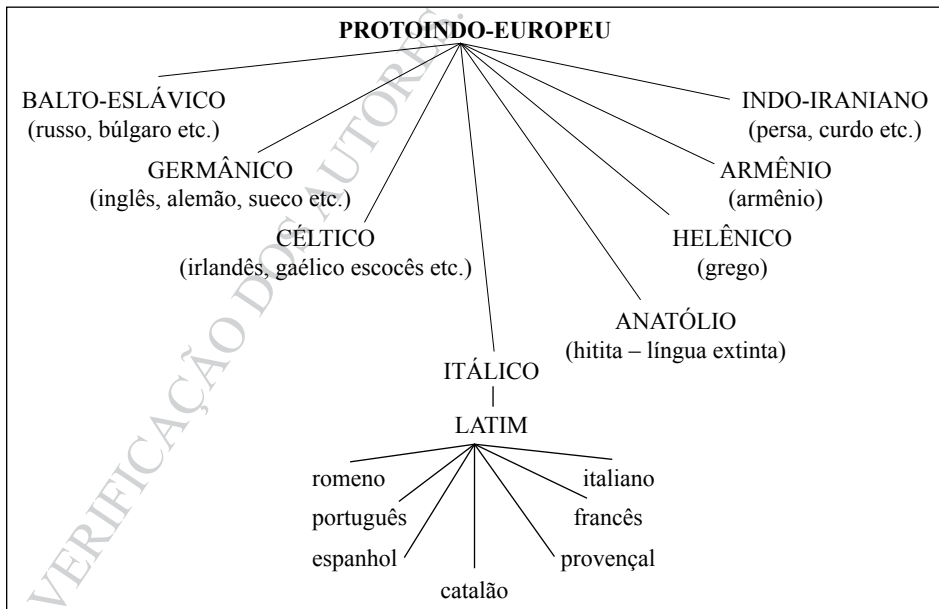 PROTOINDO-EUROPEU
BALTO-ESLÁVICO
(russo, búlgaro etc.)
INDO-IRANIANO
(persa, curdo etc.)
GERMÂNICO
(inglês, alemão, sueco etc.)
ARMÊNIO
(armênio)
CÉLTICO
(irlandês, gaélico escocês etc.)
HELÊNICO
(grego)
ANATÓLIO
(hitita – língua extinta)
ITÁLICO
LATIM
romeno
italiano
português
francês
espanhol
provençal
catalão
VERIFICAÇÃO DOS AUTORES.